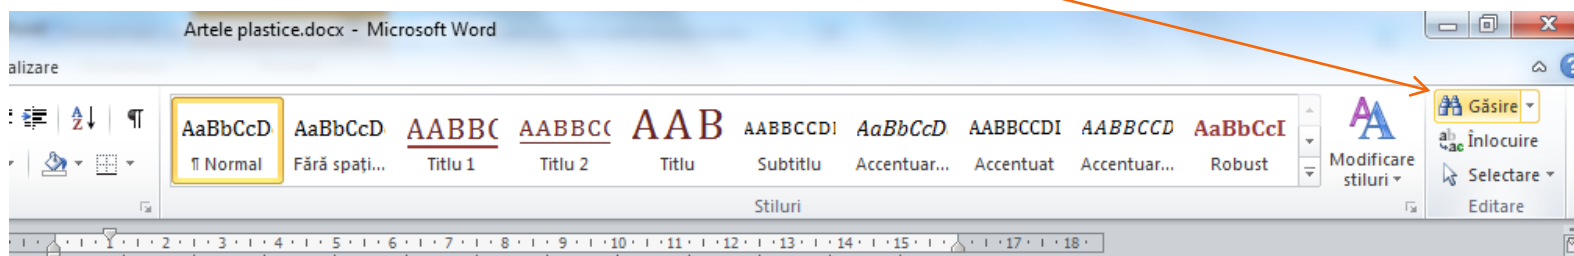 Artele plastice.docx - Microsoft Word
alizare
AaBbCcD AaBbCcD AABB( AABBC( AAB AABBCCDI AaBbCcD AABBCCDI AABBCCD AaBbCcI
¶ Normal Fără spați... Titlu 1 Titlu 2 Titlu Subtitlu Accentuar... Accentuat Accentuar... Robust
Modificare stiluri
Găsire
Înlocuire
Selectare
Stiluri
Editare
1 2 3 4 5 6 7 8 9 10 11 12 13 14 15 17 18